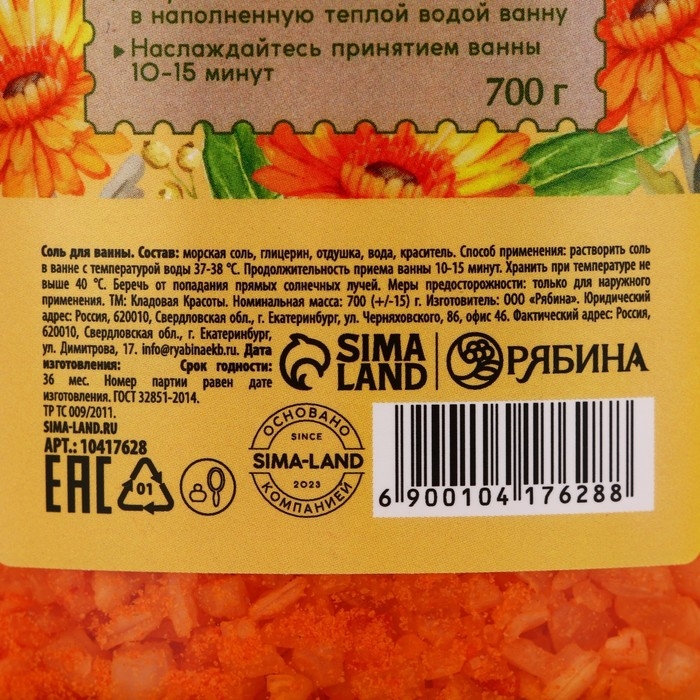 в наполненную теплой водой ванну
▸Наслаждайтесь принятием ванны
10-15 минут
700 г
Соль для ванны. Состав: морская соль, глицерин, отдушка, вода, краситель. Способ применения: растворить соль
в ванне с температурой воды 37-38 °С. Продолжительность приема ванны 10-15 минут. Хранить при температуре не
выше 40 °С. Беречь от попадания прямых солнечных лучей. Меры предосторожности: только для наружного
применения. ТМ: Кладовая Красоты. Номинальная масса: 700 (+/-15) г. Изготовитель: ООО «Рябина». Юридический
адрес: Россия, 620010, Свердловская обл., г. Екатеринбург, ул. Черняховского, 86, офис 46. Фактический адрес: Россия,
620010, Свердловская обл., г. Екатеринбург,
ул. Димитрова, 17. info@ryabinaekb.ru. Дата
изготовления: Срок годности:
36 мес. Номер партии равен дате
изготовления. ГОСТ 32851-2014.
ТР ТС 009/2011.
SIMA-LAND.RU
АРТ.: 10417628
SIMA
LAND
РЯБИНА
EAC
01
ОСНОВАНО
SINCE
SIMA-LAND
2023
КОМПАНИЕЙ
6 900104 176288